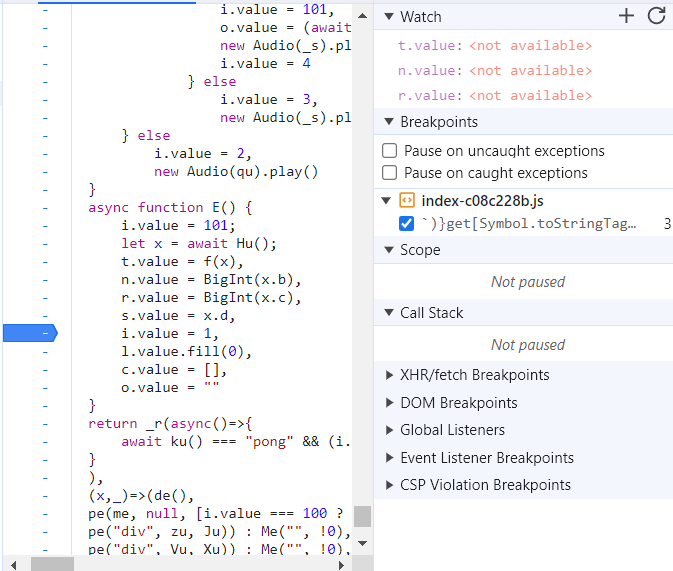 i.value = 101,
o.value = (await
new Audio(_s).pl
i.value = 4
} else
i.value = 3,
new Audio(_s).pl
} else
i.value = 2,
new Audio(qu).play()
}
async function E() {
i.value = 101;
let x = await Hu();
t.value = f(x),
n.value = BigInt(x.b),
r.value = BigInt(x.c),
s.value = x.d,
i.value = 1,
l.value.fill(0),
c.value = [],
o.value = ""
}
return _r(async()=>{
await ku() === "pong" && (i.
}
),
(x,_)=>(de(),
pe(me, null, [i.value === 100 ?
pe("div", zu, Ju)) : Me("", !0),
pe("div", Vu, Xu)) : Me("", !0),
Watch
t.value: <not available>
n.value: <not available>
r.value: <not available>
Breakpoints
Pause on uncaught exceptions
Pause on caught exceptions
index-c08c228b.js
`)}get[Symbol.toStringTag… 3
Scope
Not paused
Call Stack
Not paused
XHR/fetch Breakpoints
DOM Breakpoints
Global Listeners
Event Listener Breakpoints
CSP Violation Breakpoints